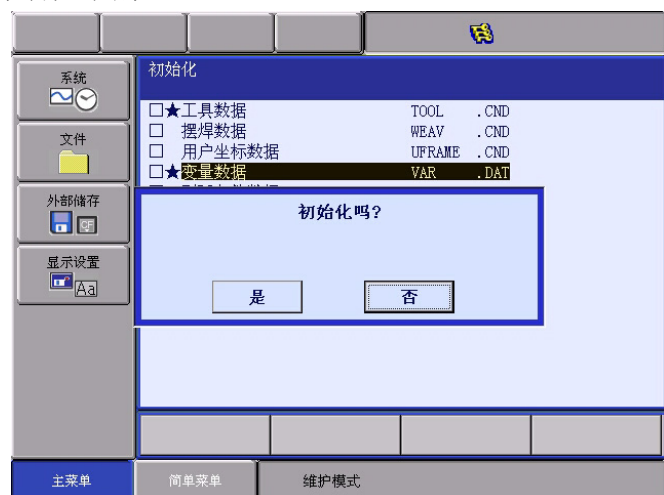 系统
文件
外部储存
CF
显示设置
Aa
初始化
□★工具数据 TOOL .CND
□ 摆焊数据 WEAV .CND
□ 用户坐标数据 UFRAME .CND
□★变量数据 VAR .DAT
初始化吗?
是 否
主菜单 简单菜单 维护模式